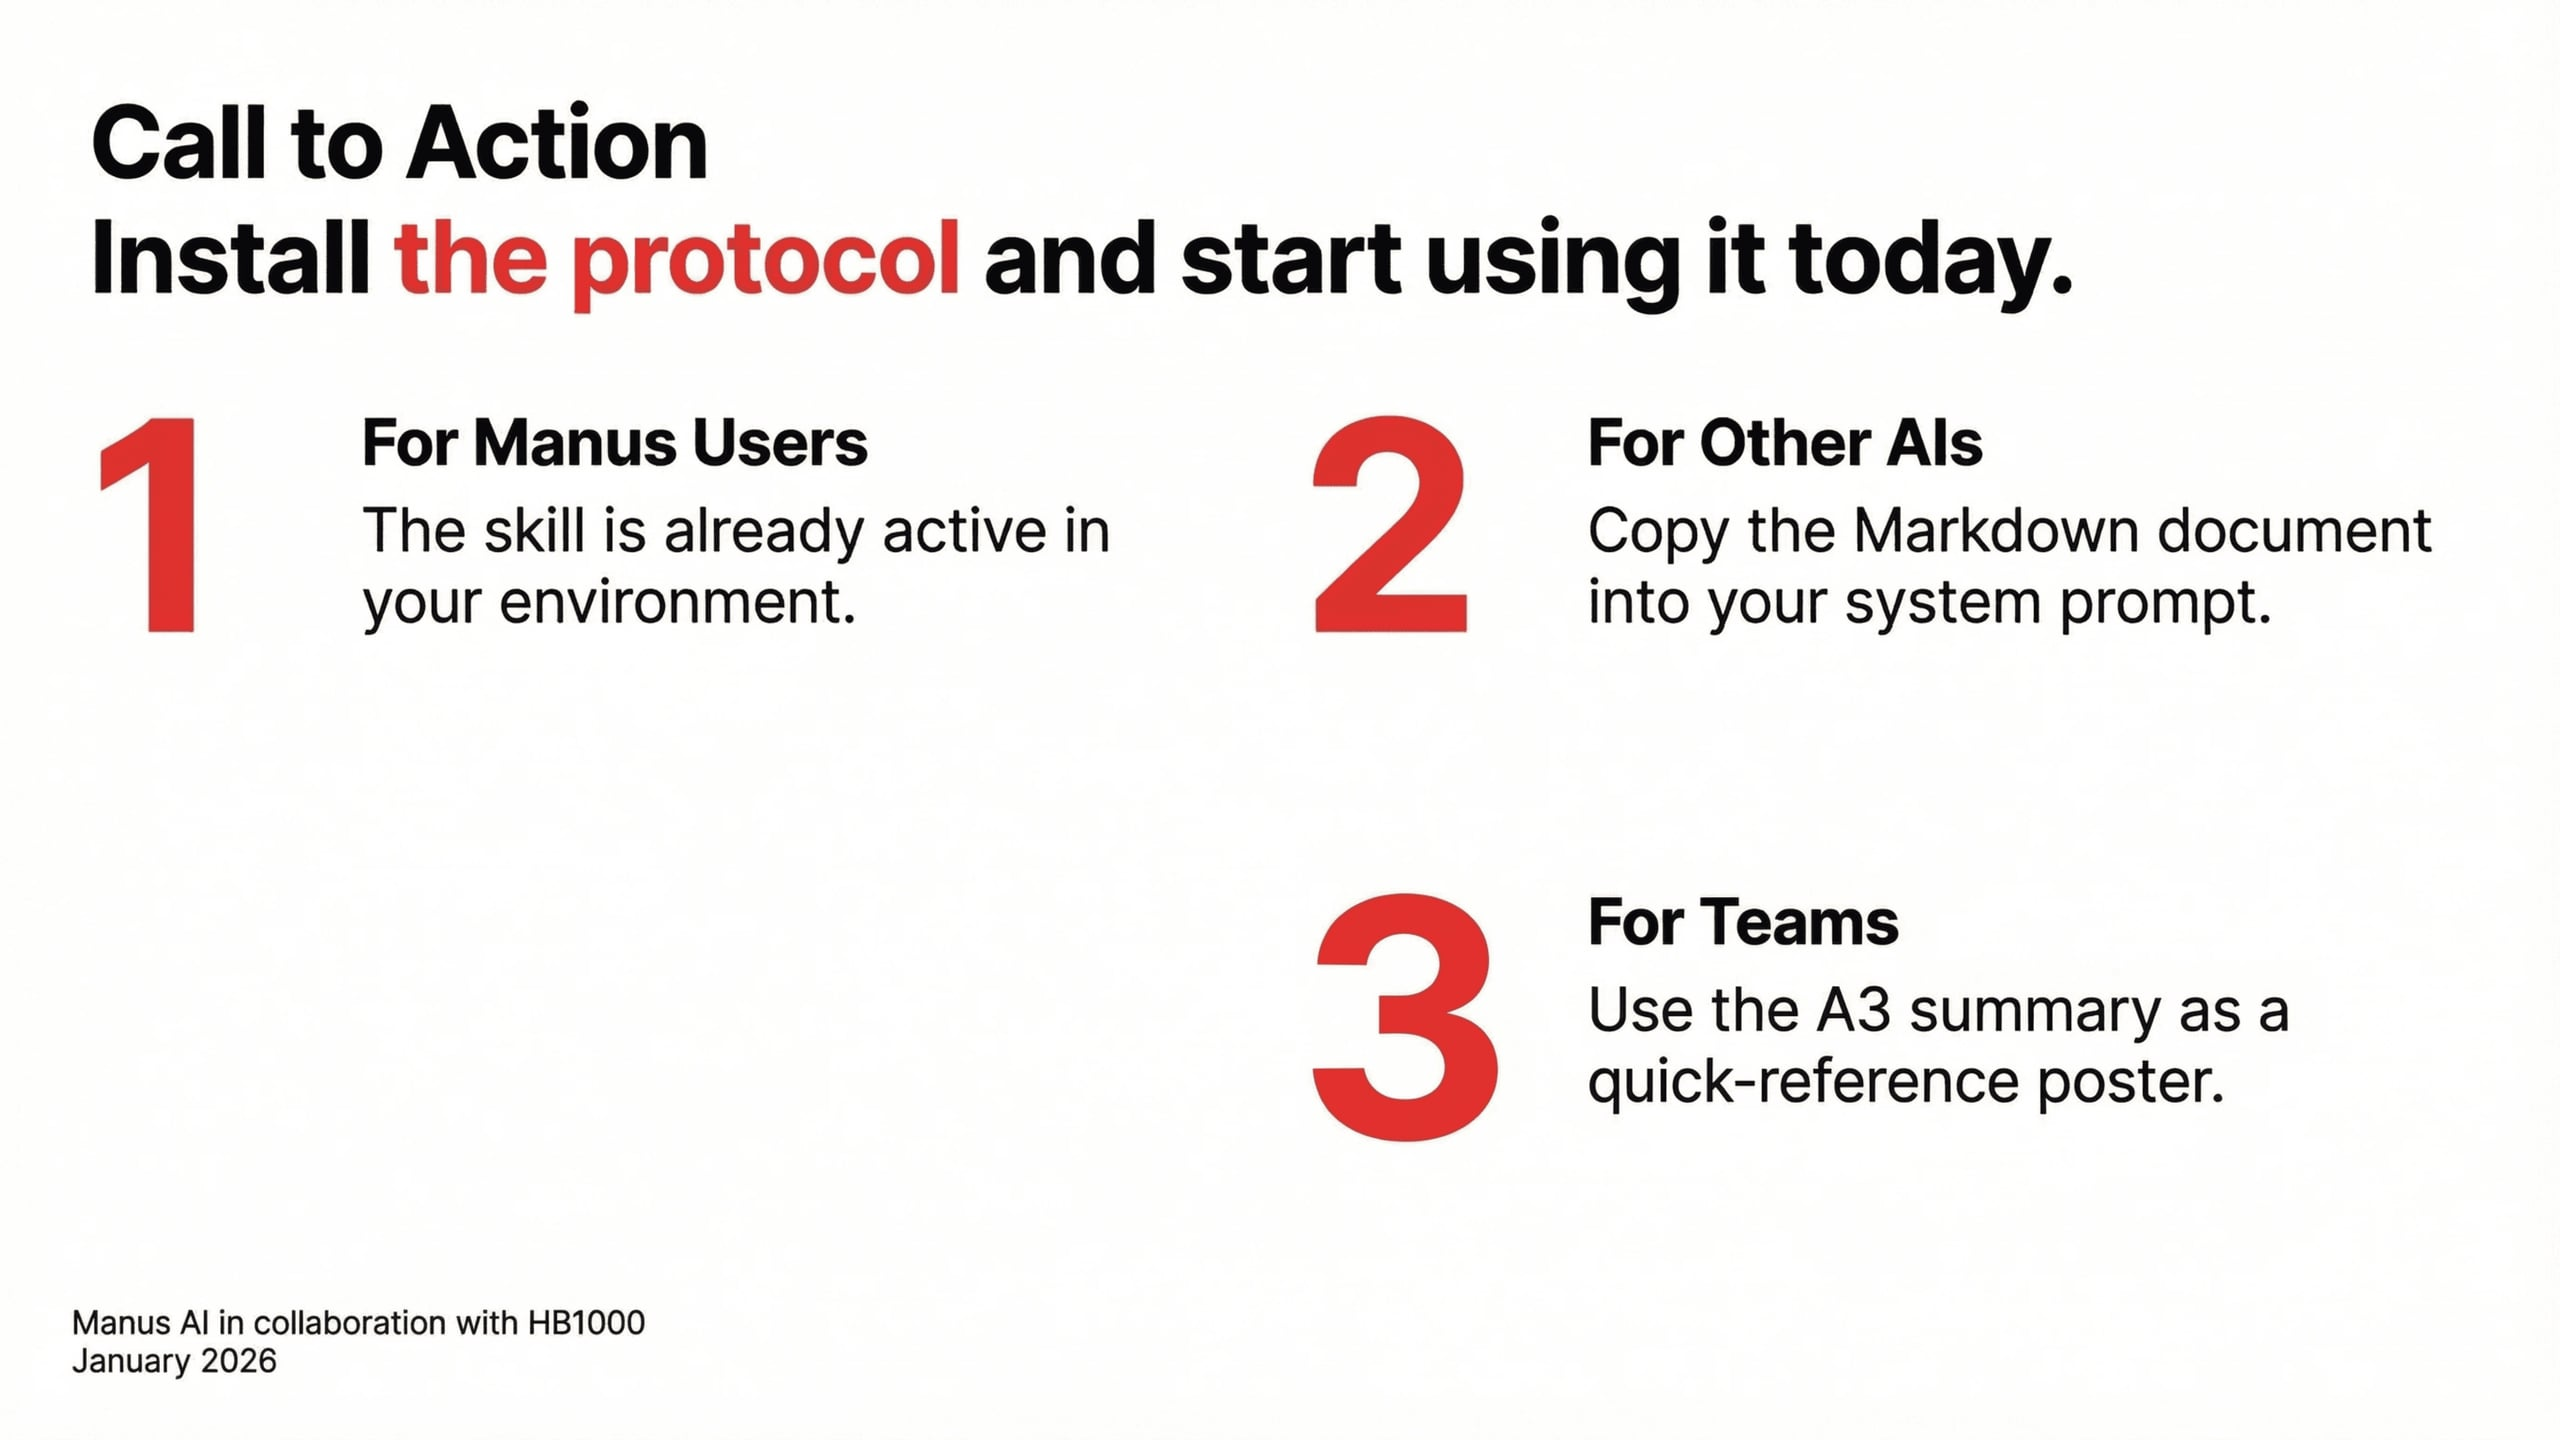 Call to Action
Install the protocol and start using it today.
1
For Manus Users
The skill is already active in
your environment.
2
For Other AIs
Copy the Markdown document
into your system prompt.
3
For Teams
Use the A3 summary as a
quick-reference poster.
Manus AI in collaboration with HB1000
January 2026